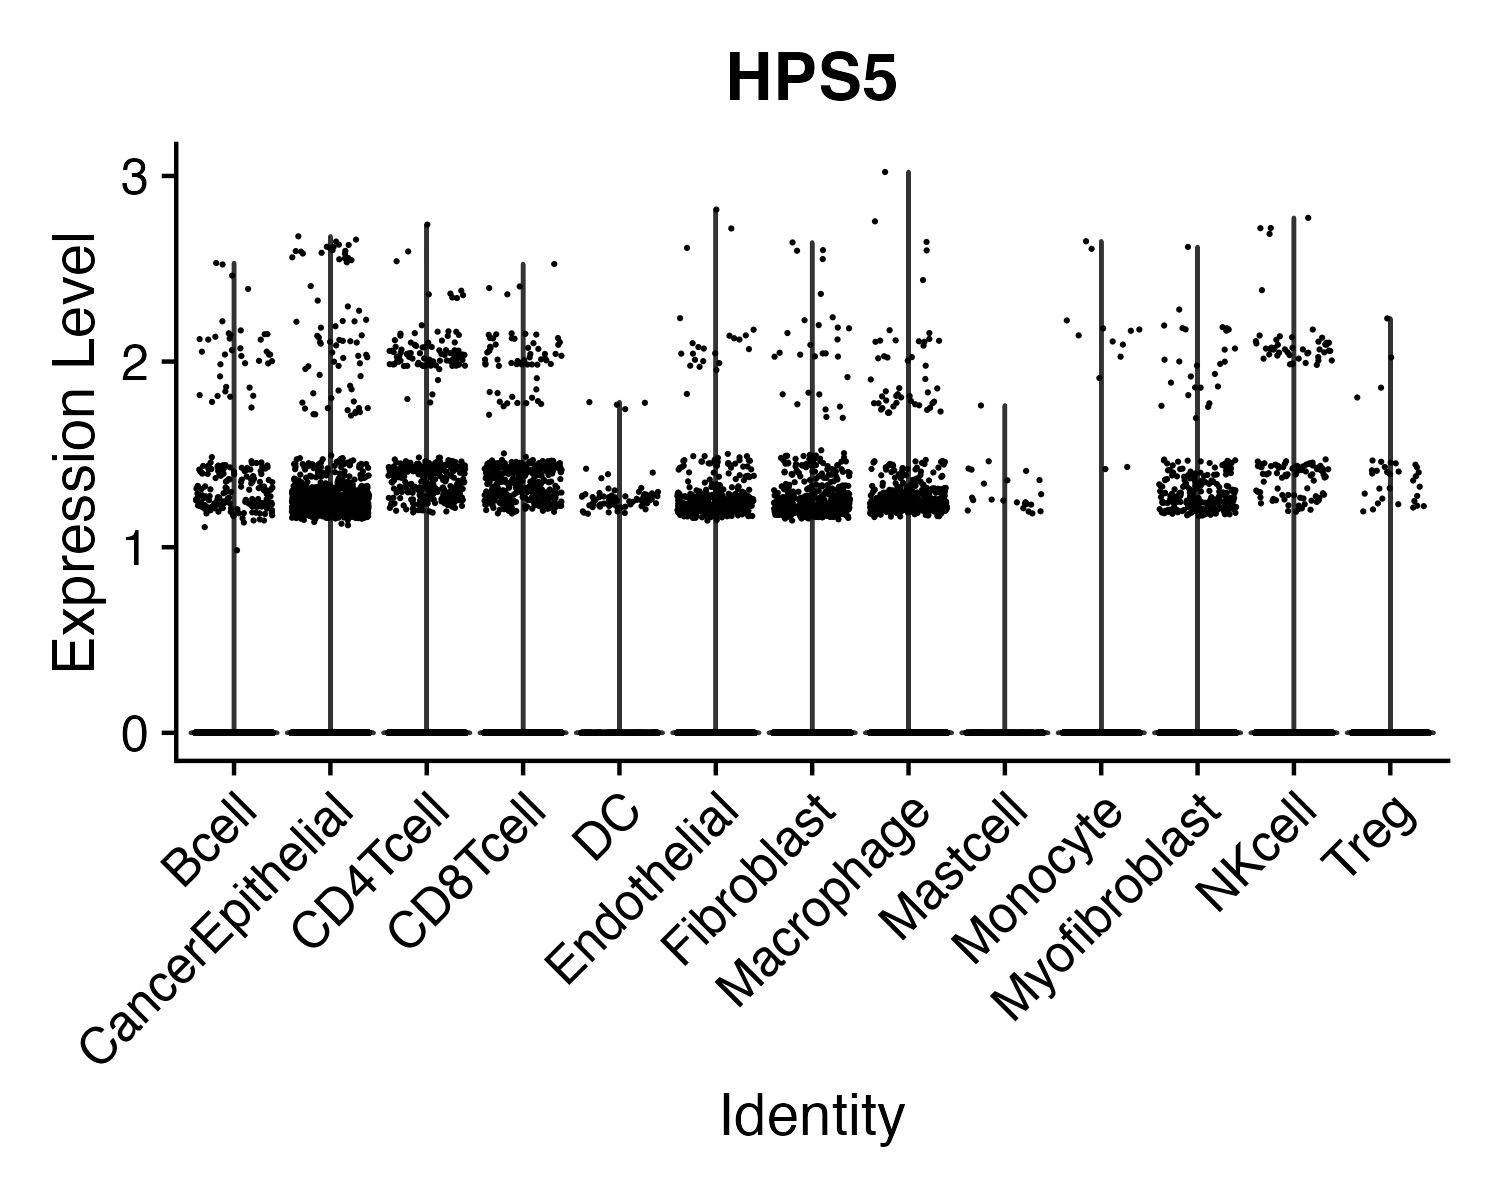 HPS5
Expression Level
3
2
1
0
Bcell
CancerEpithelial
CD4Tcell
CD8Tcell
DC
Endothelial
Fibroblast
Macrophage
Mastcell
Monocyte
Myofibroblast
NKcell
Treg
Identity